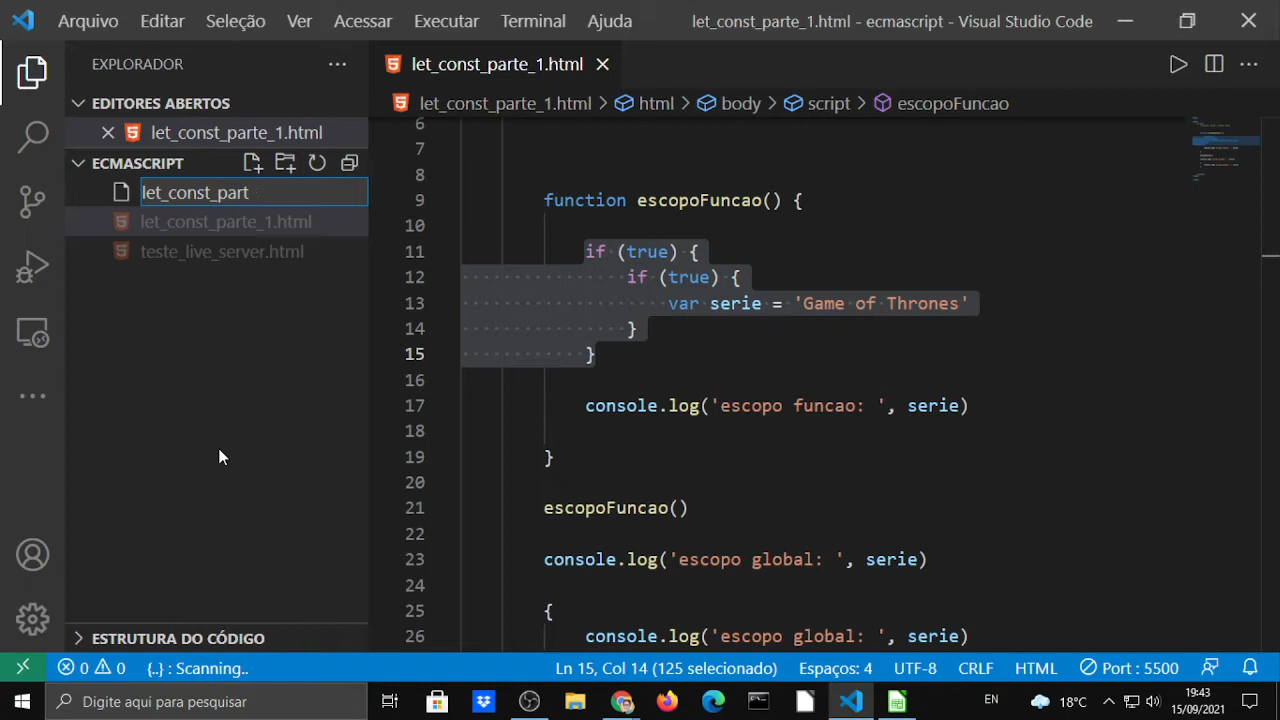 Arquivo Editar Seleção Ver Acessar Executar Terminal Ajuda let_const_parte_1.html - ecmascript - Visual Studio Code
EXPLORADOR
let_const_parte_1.html
EDITORES ABERTOS
let_const_parte_1.html > html > body > script > escopoFuncao
let_const_parte_1.html
ECMASCRIPT
let_const_part
let_const_parte_1.html
teste_live_server.html
6
7
8
9 function escopoFuncao() {
10
11 if (true) {
12 if (true) {
13 var serie = 'Game of Thrones'
14 }
15 }
16
17 console.log('escopo funcao: ', serie)
18
19 }
20
21 escopoFuncao()
22
23 console.log('escopo global: ', serie)
24
25 {
26 console.log('escopo global: ', serie)
ESTRUTURA DO CÓDIGO
0 0 {..} : Scanning.. Ln 15, Col 14 (125 selecionado) Espaços: 4 UTF-8 CRLF HTML Port : 5500
Digite aqui para pesquisar EN 18°C 19:43
15/09/2021